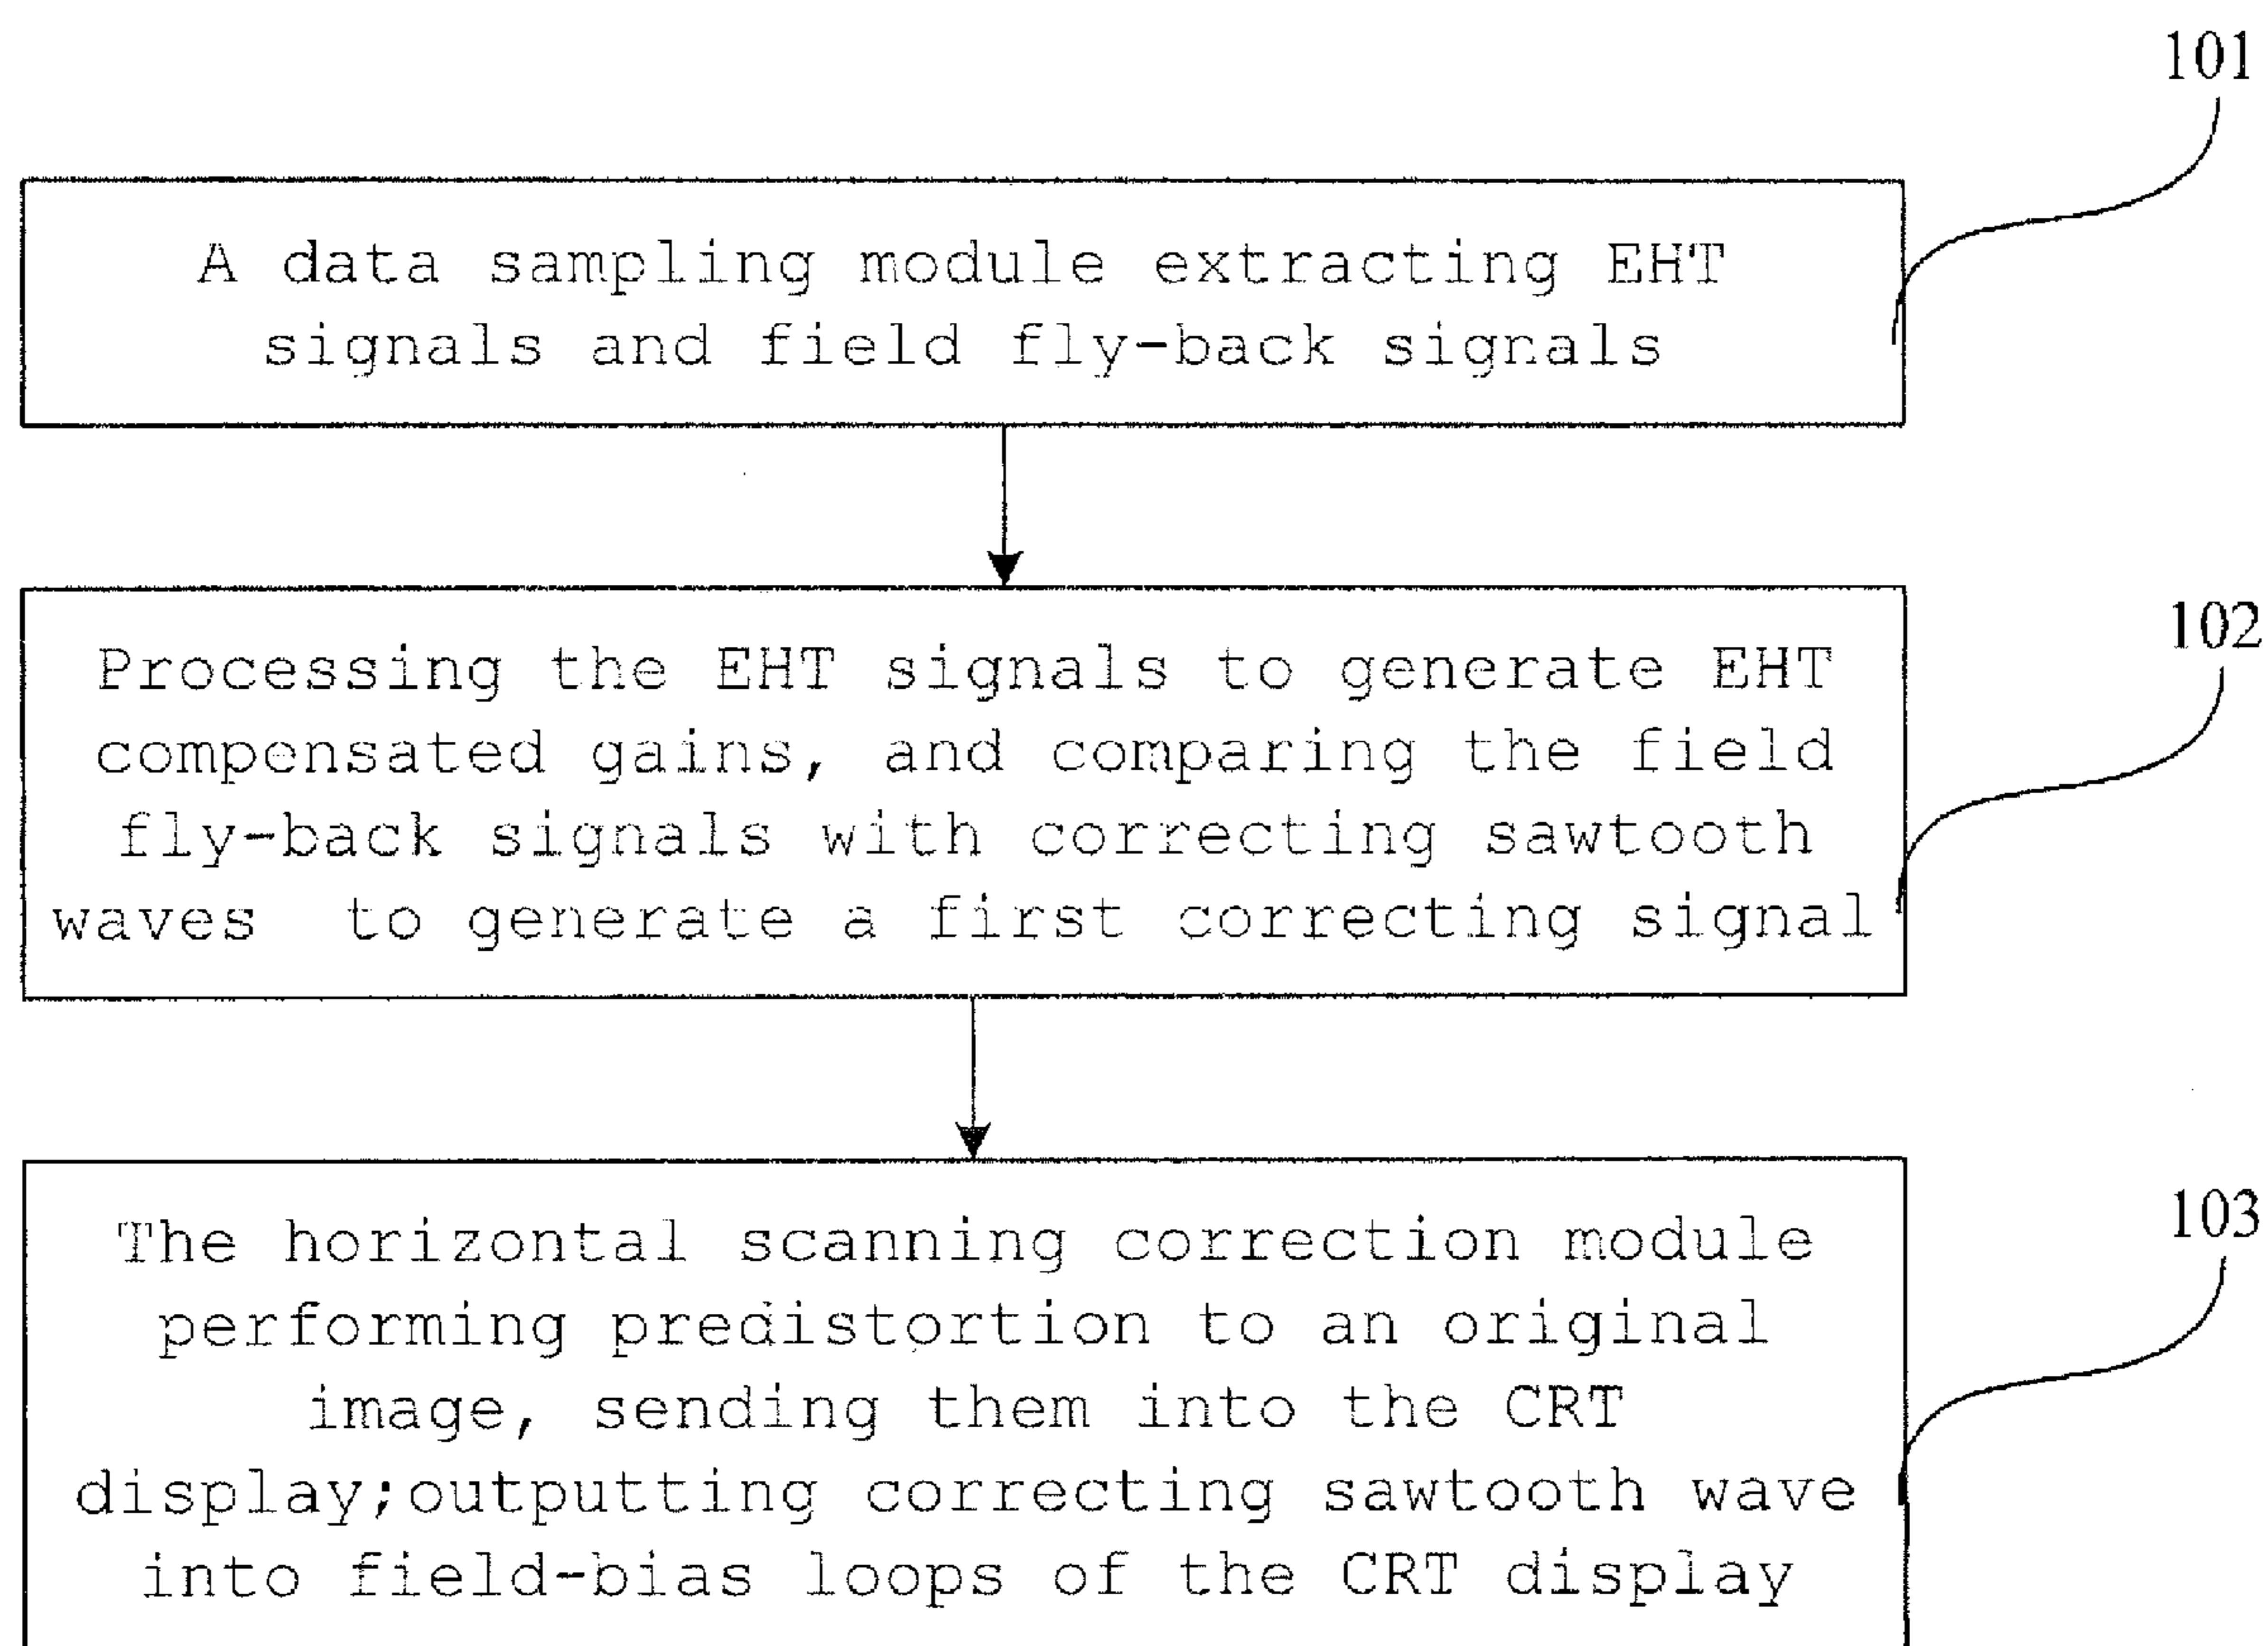 101
A data sampling module extracting EHT
signals and field fly-back signals
102
Processing the EHT signals to generate EHT
compensated gains, and comparing the field
fly-back signals with correcting sawtooth
waves to generate a first correcting signal
103
The horizontal scanning correction module
performing predistortion to an original
image, sending them into the CRT
display;outputting correcting sawtooth wave
into field-bias loops of the CRT display